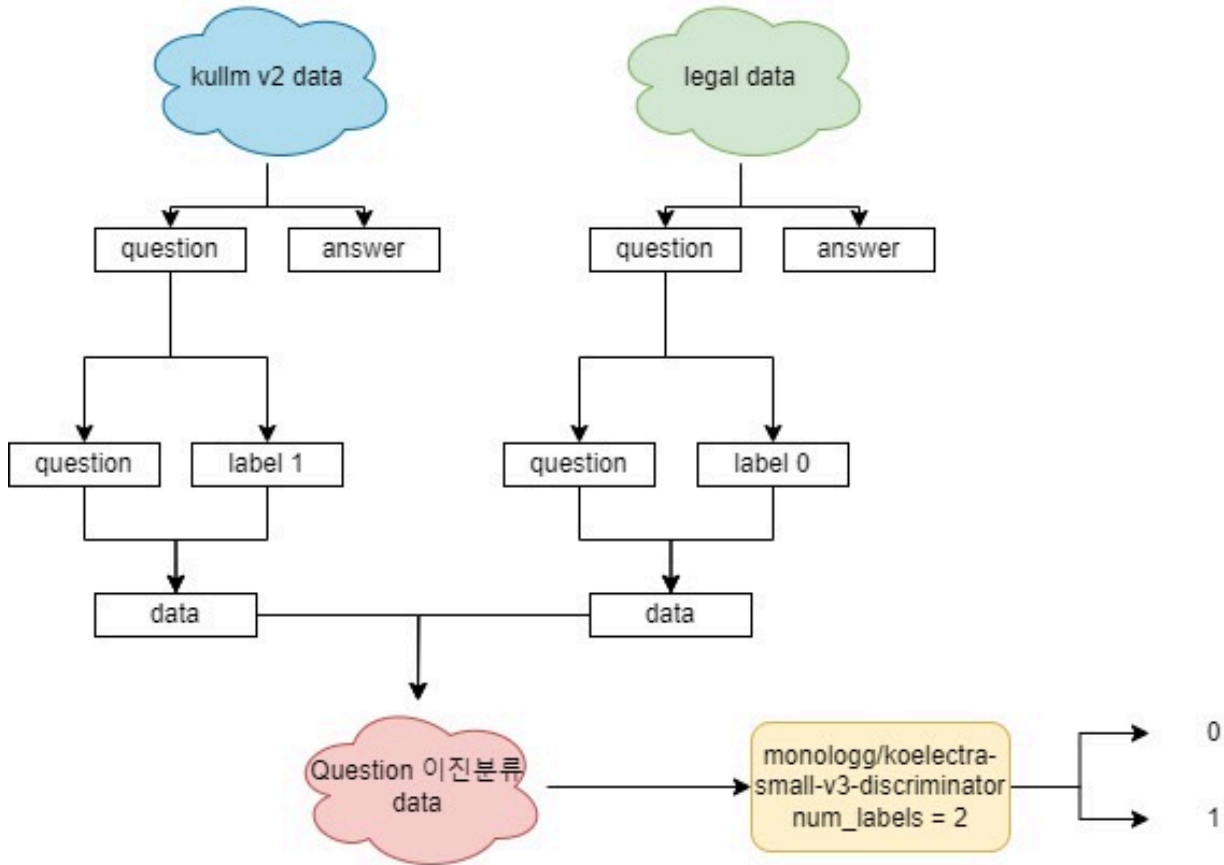 kullm v2 data
legal data
question
answer
question
answer
question
label 1
question
label 0
data
data
Question 이진분류
data
monologg/koelectra-
small-v3-discriminator
num_labels = 2
0
1